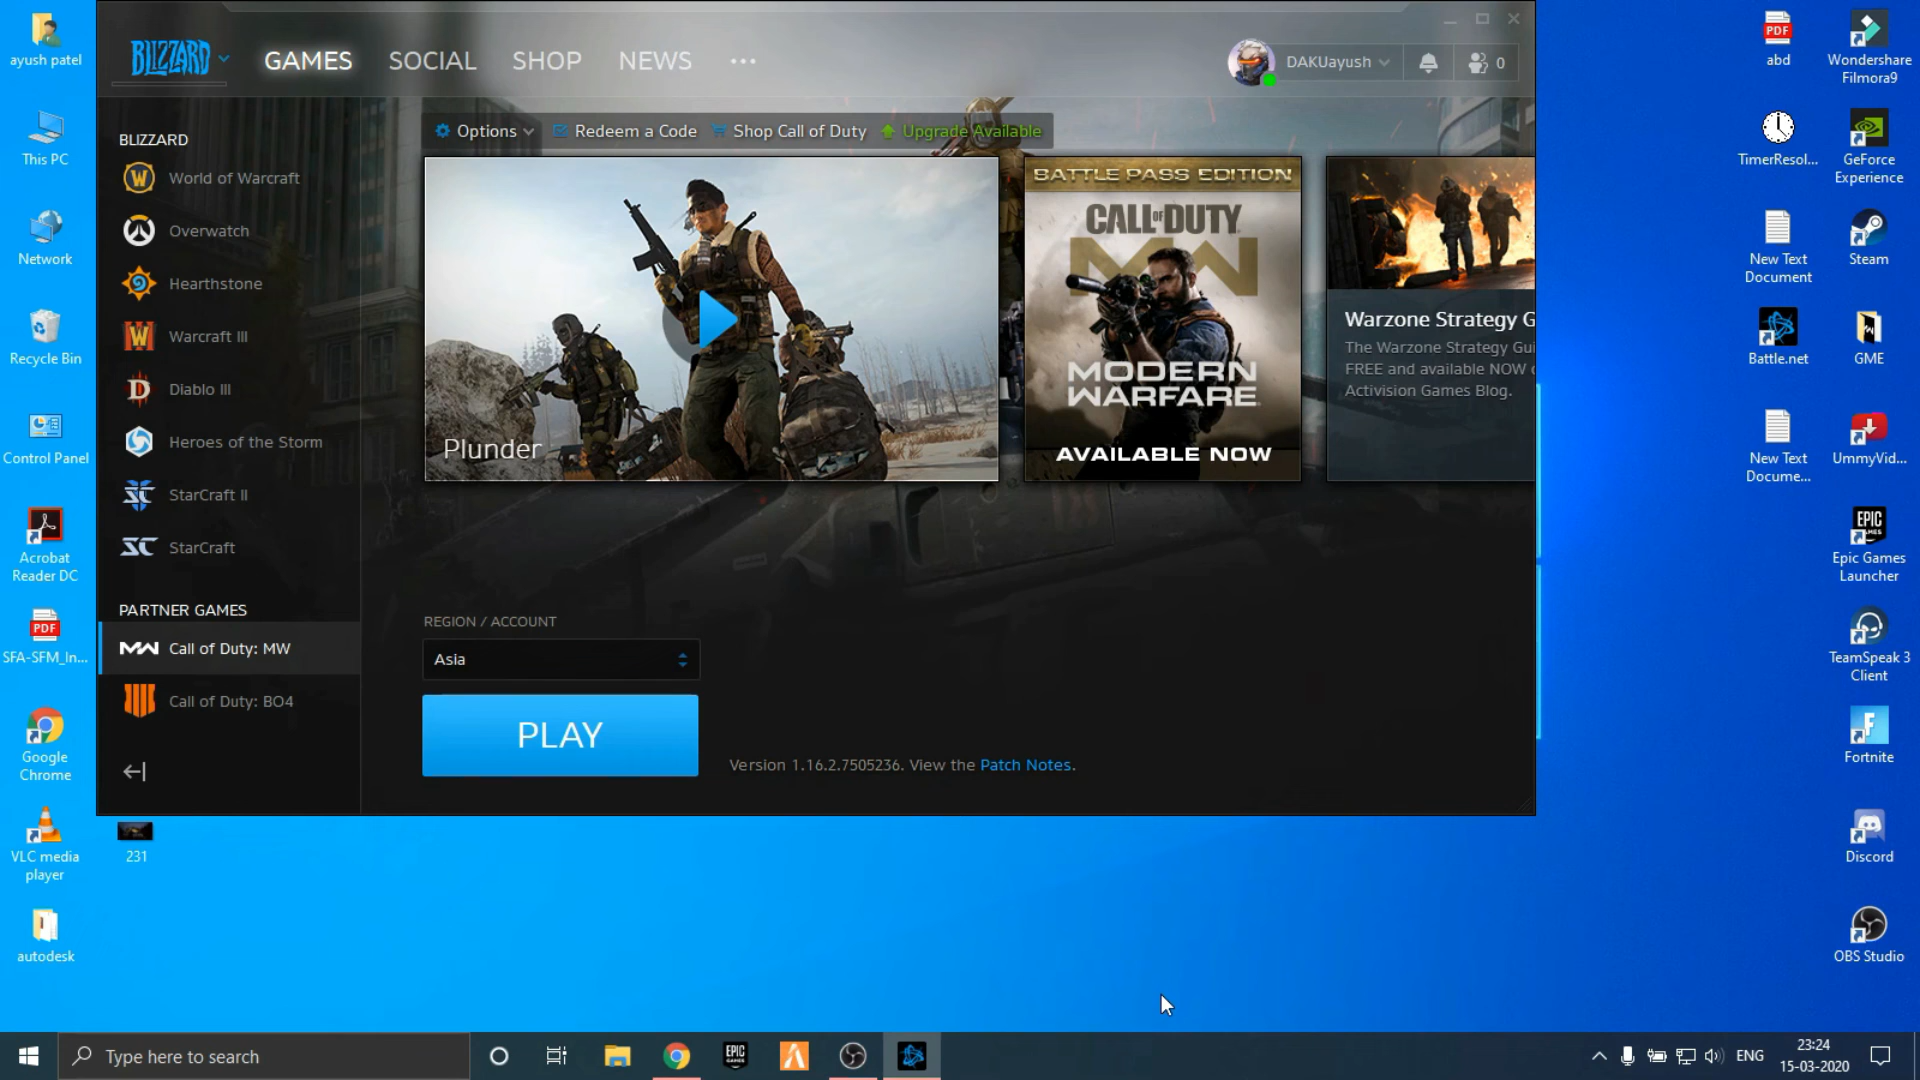 ayush patel
This PC
Network
Recycle Bin
Control Panel
Acrobat
Reader DC
PDF
SFA-SFM_In...
Google
Chrome
VLC media
player
autodesk
231
BLIZZARD
GAMES
SOCIAL
SHOP
NEWS
DAKUayush
0
BLIZZARD
World of Warcraft
Overwatch
Hearthstone
Warcraft III
Diablo III
Heroes of the Storm
StarCraft II
StarCraft
PARTNER GAMES
Call of Duty: MW
Call of Duty: BO4
Options
Redeem a Code
Shop Call of Duty
Upgrade Available
Plunder
BATTLE PASS EDITION
CALL OF DUTY
MW
MODERN
WARFARE
AVAILABLE NOW
Warzone Strategy G
The Warzone Strategy Gui
FREE and available NOW
Activision Games Blog.
REGION / ACCOUNT
Asia
PLAY
Version 1.16.2.7505236. View the Patch Notes.
PDF
abd
TimerResol...
New Text
Document
Battle.net
New Text
Docume...
Wondershare
Filmora9
GeForce
Experience
Steam
GME
UmmyVid...
EPIC
GAMES
Epic Games
Launcher
TeamSpeak 3
Client
Fortnite
Discord
OBS Studio
Type here to search
EPIC
GAMES
ENG
23:24
15-03-2020